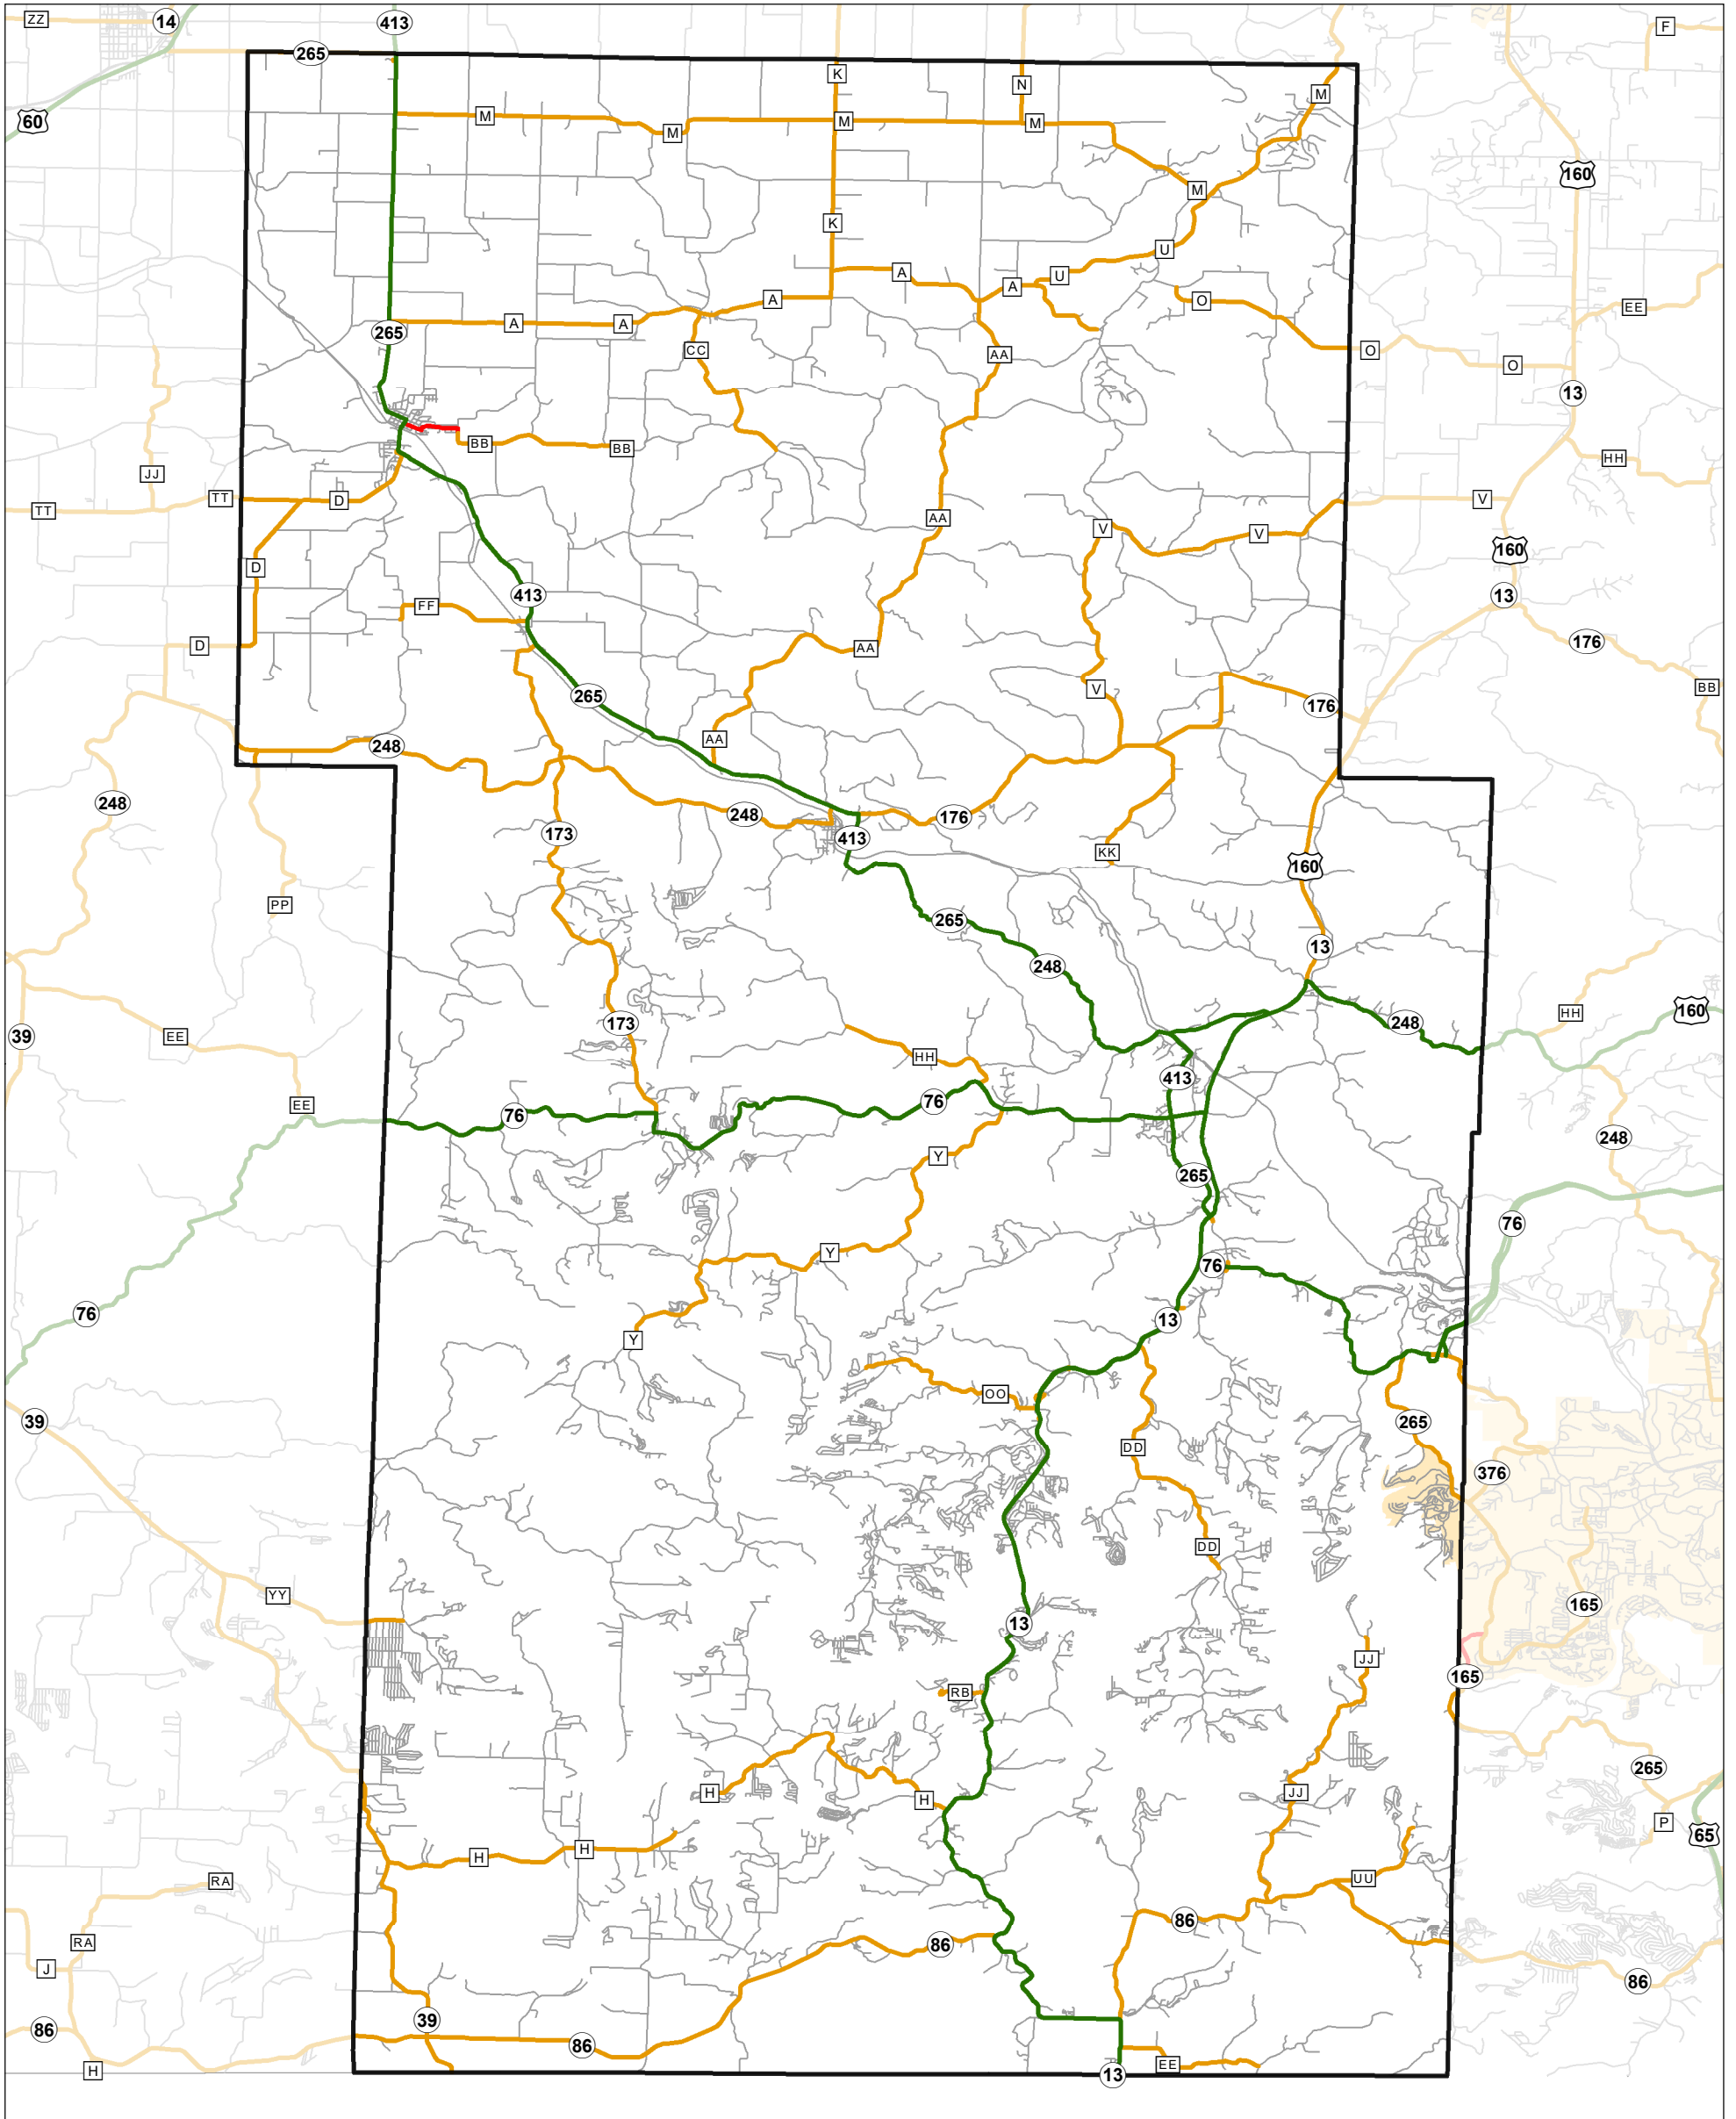 ZZ
14
413
F
265
K
N
M
60
M
M
M
M
160
M
K
U
A
A
U
A
O
EE
A
A
265
CC
AA
O
O
13
BB
BB
HH
JJ
TT
D
V
TT
AA
V
V
160
D
413
13
FF
176
D
AA
BB
V
265
176
AA
248
248
248
176
173
413
KK
160
PP
265
13
248
160
HH
173
248
39
EE
HH
413
76
EE
76
248
Y
265
76
Y
76
76
13
Y
OO
39
265
DD
376
DD
YY
165
13
JJ
165
RB
265
H
JJ
H
P
65
H
H
UU
RA
86
RA
86
J
86
39
86
86
EE
H
13